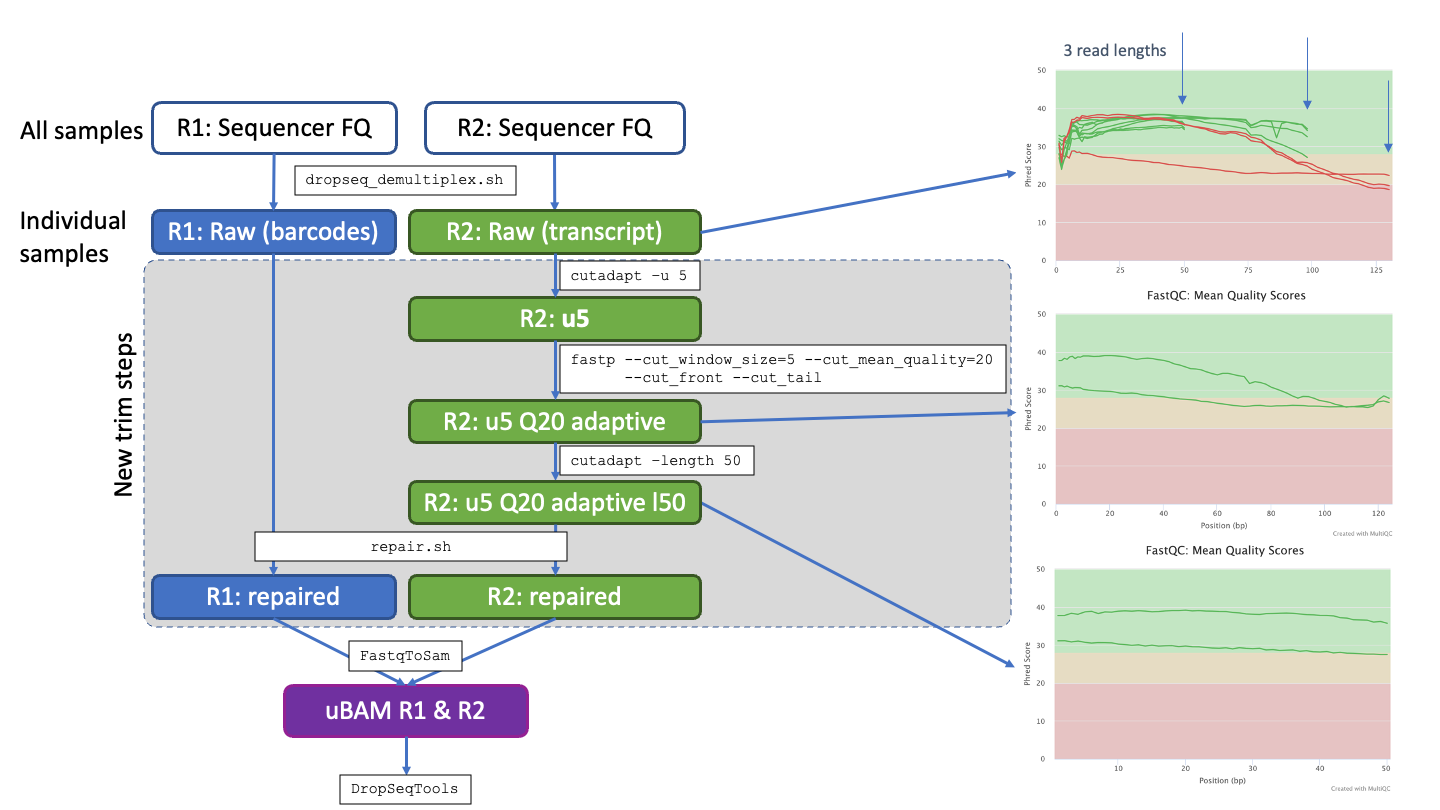 3 read lengths
All samples
R1: Sequencer FQ
R2: Sequencer FQ
dropseq_demultiplex.sh
Individual
samples
R1: Raw (barcodes)
R2: Raw (transcript)
New trim steps
cutadapt –u 5
R2: u5
fastp --cut_window_size=5 --cut_mean_quality=20
--cut_front --cut_tail
R2: u5 Q20 adaptive
cutadapt –length 50
R2: u5 Q20 adaptive l50
repair.sh
R1: repaired
R2: repaired
FastqToSam
uBAM R1 & R2
DropSeqTools
50
40
30
20
10
0
Phred Score
0 25 50 75 100 125
FastQC: Mean Quality Scores
50
40
30
20
10
0
Phred Score
0 20 40 60 80 100 120
Position (bp)
Created with MultiQC
FastQC: Mean Quality Scores
50
40
30
20
10
0
Phred Score
10 20 30 40 50
Position (bp)
Created with MultiQC